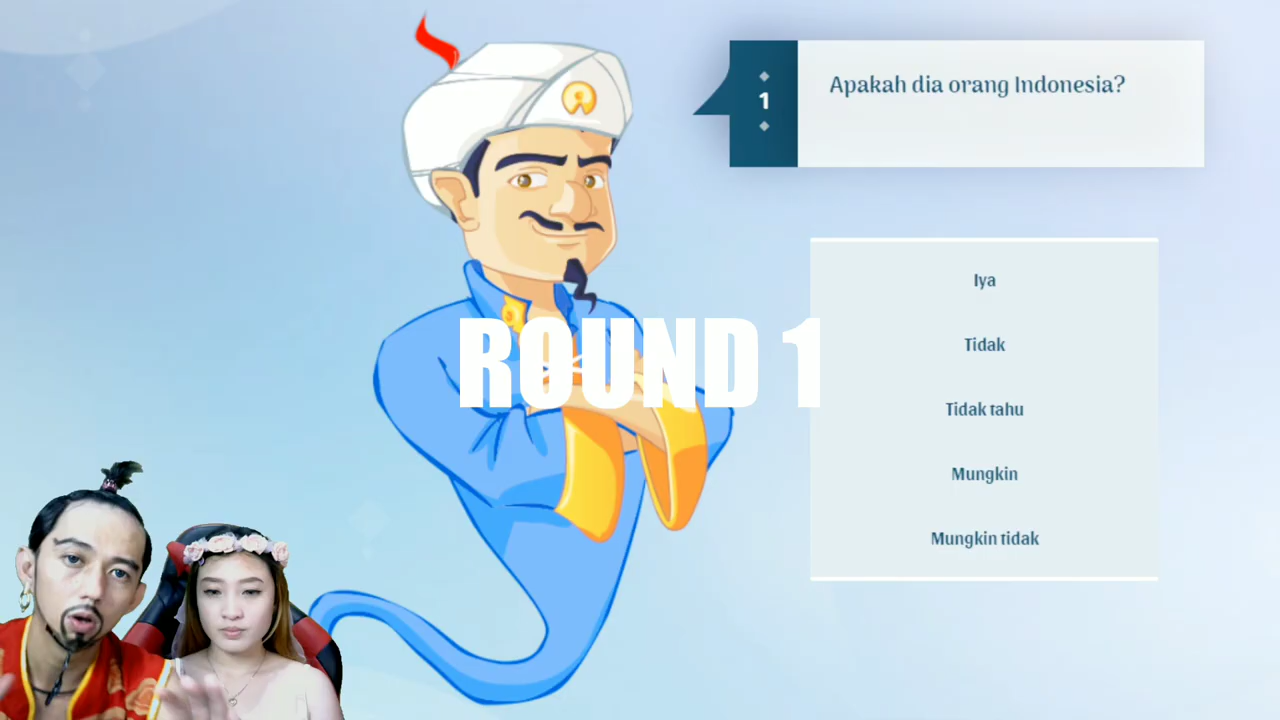 1
Apakah dia orang Indonesia?
Iya
Tidak
ROUND 1
Tidak tahu
Mungkin
Mungkin tidak